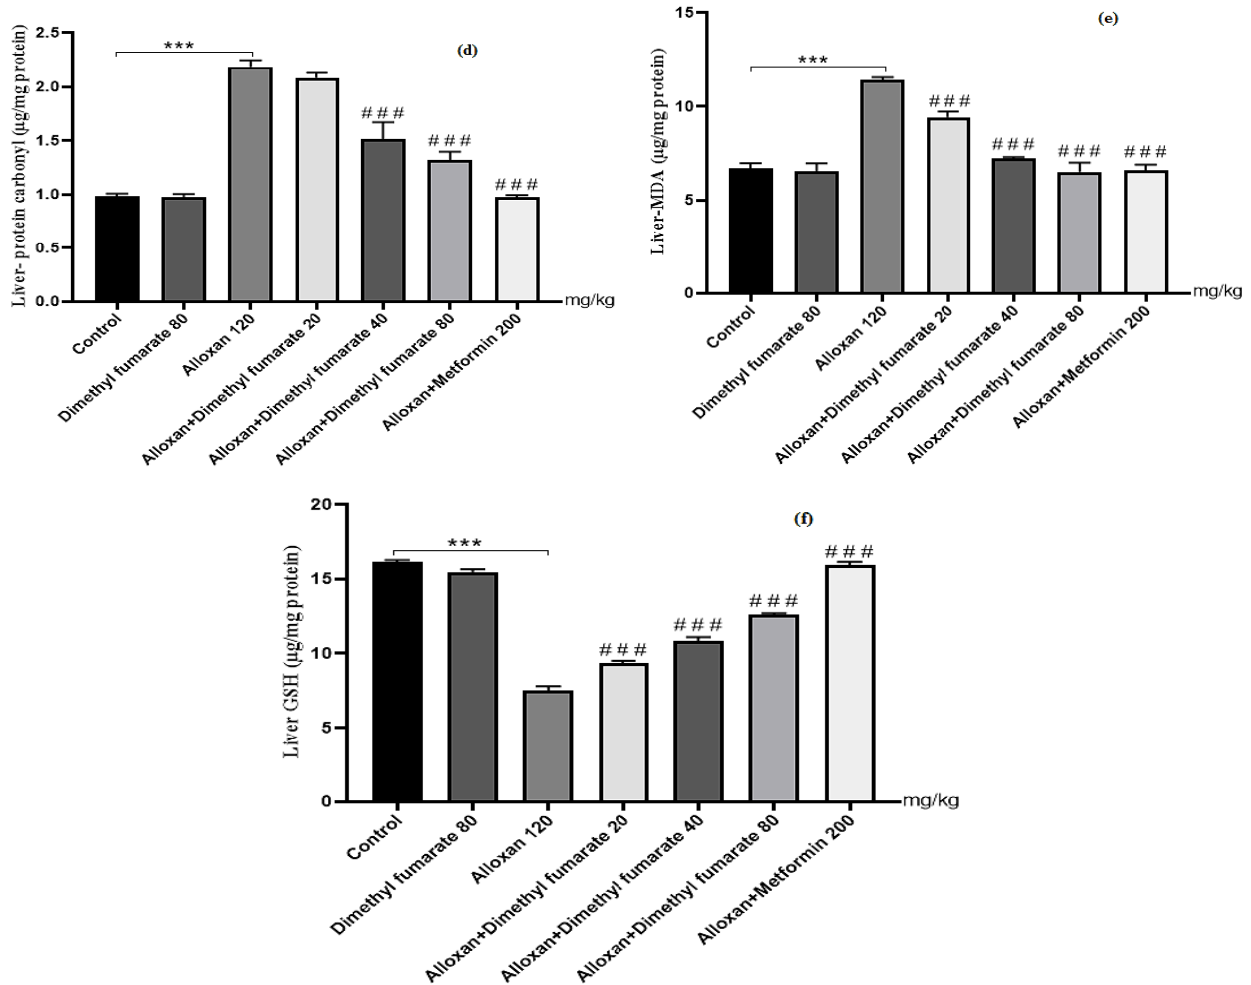 (d)
Liver- protein carbonyl (µg/mg protein)
2.5
2.0
1.5
1.0
0.5
0.0
***
# # #
# # #
# # #
mg/kg
Control
Dimethyl fumarate 80
Alloxan 120
Alloxan+Dimethyl fumarate 20
Alloxan+Dimethyl fumarate 40
Alloxan+Dimethyl fumarate 80
Alloxan+Metformin 200
(e)
Liver-MDA (µg/mg protein)
15
10
5
0
***
# # #
# # #
# # #
# # #
mg/kg
Control
Dimethyl fumarate 80
Alloxan 120
Alloxan+Dimethyl fumarate 20
Alloxan+Dimethyl fumarate 40
Alloxan+Dimethyl fumarate 80
Alloxan+Metformin 200
(f)
Liver GSH (µg/mg protein)
20
15
10
5
0
***
# # #
# # #
# # #
# # #
mg/kg
Control
Dimethyl fumarate 80
Alloxan 120
Alloxan+Dimethyl fumarate 20
Alloxan+Dimethyl fumarate 40
Alloxan+Dimethyl fumarate 80
Alloxan+Metformin 200